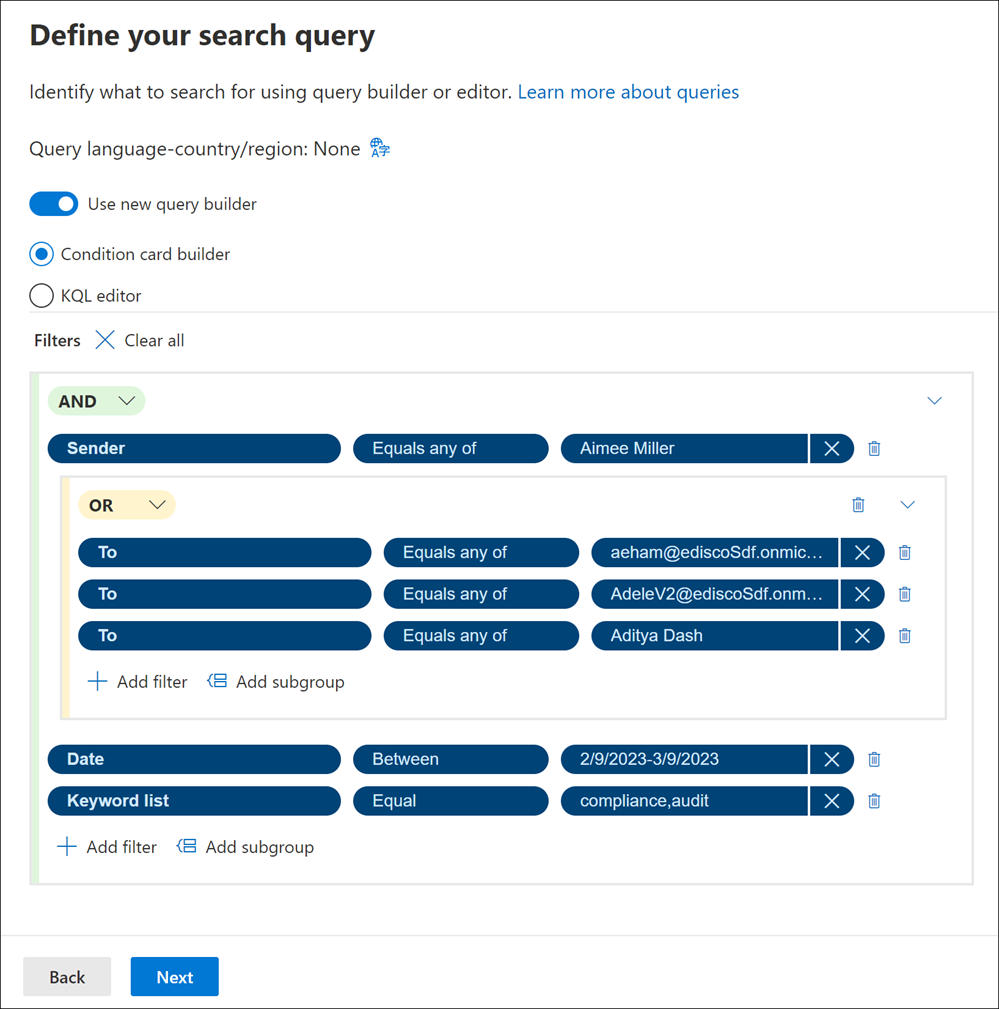 Define your search query
Identify what to search for using query builder or editor. Learn more about queries
Query language-country/region: None
Use new query builder
Condition card builder
KQL editor
Filters Clear all
AND
Sender Equals any of Aimee Miller
OR
To Equals any of aeham@ediscoSdf.onmic...
To Equals any of AdeleV2@ediscoSdf.onm...
To Equals any of Aditya Dash
Add filter Add subgroup
Date Between 2/9/2023-3/9/2023
Keyword list Equal compliance,audit
Add filter Add subgroup
Back Next